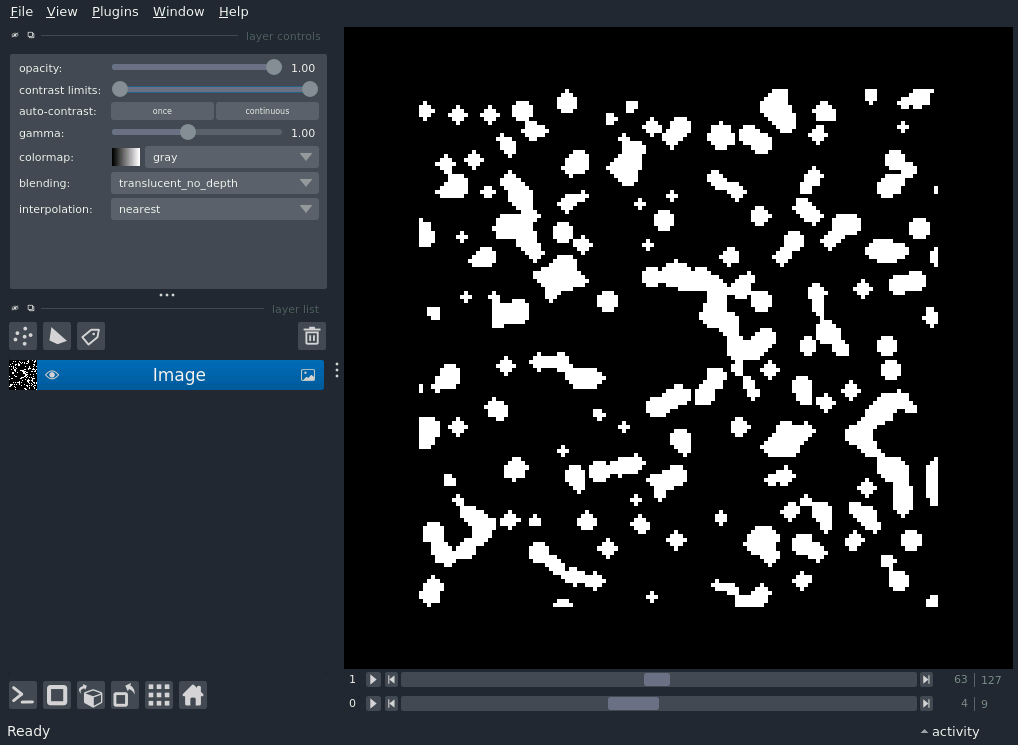 File View Plugins Window Help
layer controls
opacity: 1.00
contrast limits:
auto-contrast: once continuous
gamma: 1.00
colormap: gray
blending: translucent_no_depth
interpolation: nearest
layer list
Image
1 63 127
0 4 9
Ready activity